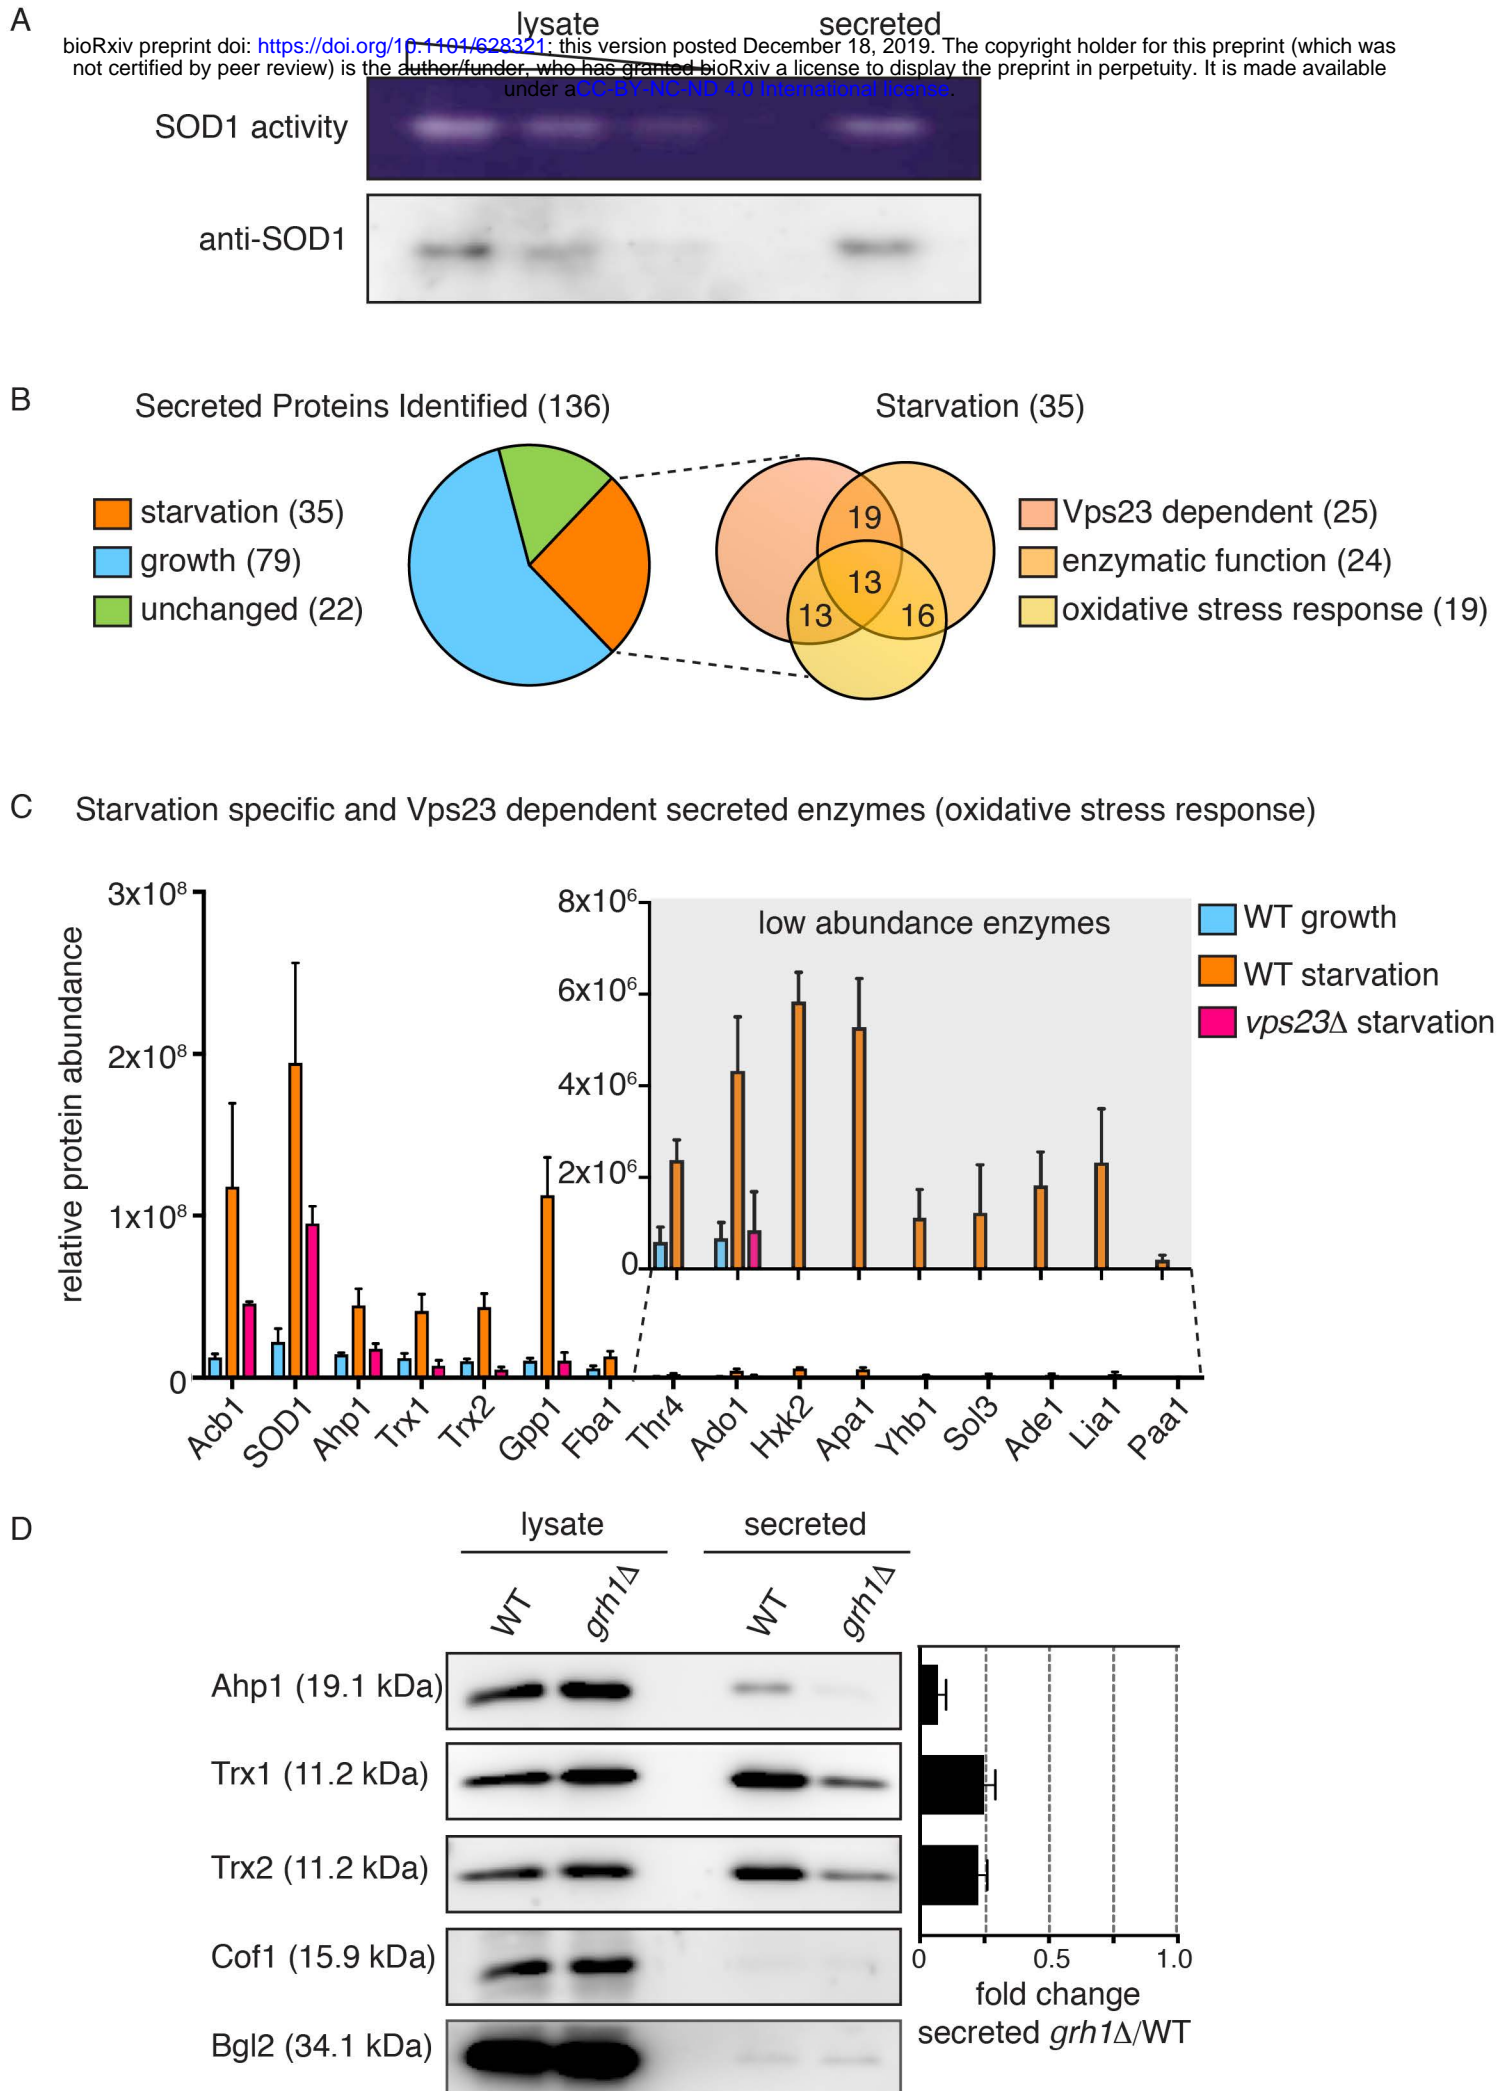 A
lysate secreted
bioRxiv preprint doi: https://doi.org/10.1101/628321; this version posted December 18, 2019. The copyright holder for this preprint (which was
not certified by peer review) is the author/funder, who has granted bioRxiv a license to display the preprint in perpetuity. It is made available
under aCC-BY-NC-ND 4.0 International license.
SOD1 activity
anti-SOD1
B
Secreted Proteins Identified (136)
starvation (35)
growth (79)
unchanged (22)
Starvation (35)
19
13
13 16
Vps23 dependent (25)
enzymatic function (24)
oxidative stress response (19)
C Starvation specific and Vps23 dependent secreted enzymes (oxidative stress response)
relative protein abundance
3x10⁸
2x10⁸
1x10⁸
0
8x10⁶
6x10⁶
4x10⁶
2x10⁶
0
low abundance enzymes
WT growth
WT starvation
vps23Δ starvation
Acb1 SOD1 Ahp1 Trx1 Trx2 Gpp1 Fba1 Thr4 Ado1 Hxk2 Apa1 Yhb1 Sol3 Ade1 Lia1 Paa1
D
lysate secreted
WT grh1Δ WT grh1Δ
Ahp1 (19.1 kDa)
Trx1 (11.2 kDa)
Trx2 (11.2 kDa)
Cof1 (15.9 kDa)
Bgl2 (34.1 kDa)
0 0.5 1.0
fold change
secreted grh1Δ/WT